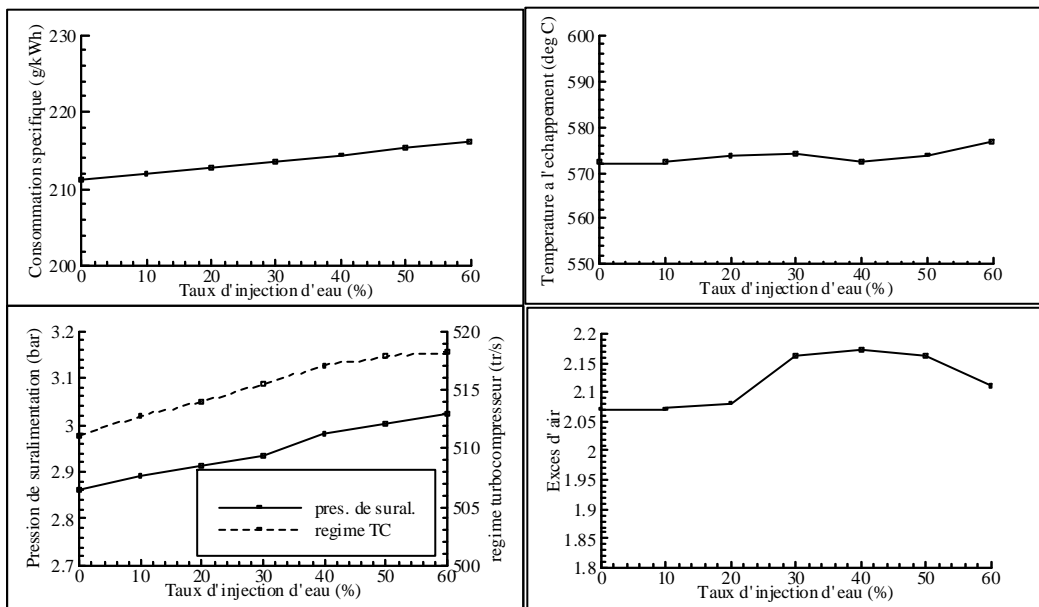 Consommation specifique (g/kWh)
230
220
210
200
0 10 20 30 40 50 60
Taux d'injection d'eau (%)
Temperature a l'echappement (deg C)
600
590
580
570
560
550
0 10 20 30 40 50 60
Taux d'injection d'eau (%)
Pression de suralimentation (bar)
3.2
3.1
3
2.9
2.8
2.7
0 10 20 30 40 50 60
Taux d'injection d'eau (%)
520
515
510
505
500
regime turbocompresseur (tr/s)
pres. de sural.
regime TC
Exces d'air
2.2
2.15
2.1
2.05
2
1.95
1.9
1.85
1.8
0 10 20 30 40 50 60
Taux d'injection d'eau (%)